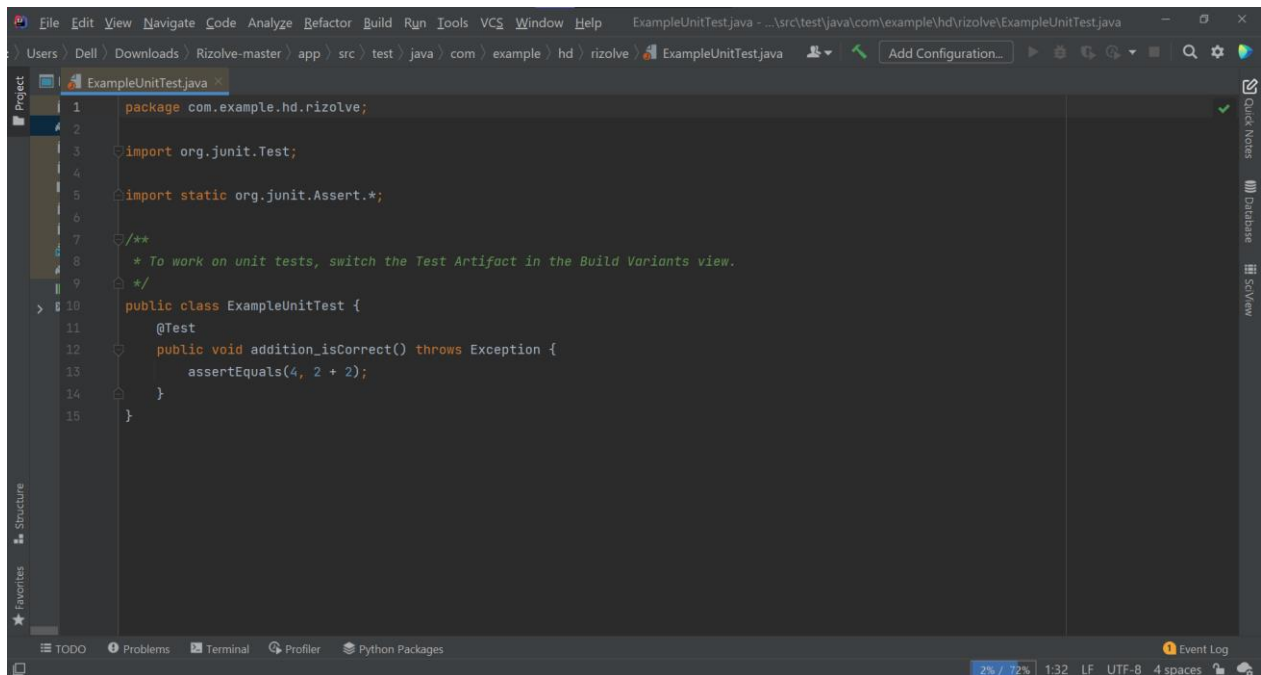 File Edit View Navigate Code Analyze Refactor Build Run Tools VCS Window Help ExampleUnitTest.java - ...\src\test\java\com\example\hd\rizolve\ExampleUnitTest.java
Users Dell Downloads Rizolve-master app src test java com example hd rizolve ExampleUnitTest.java Add Configuration...
Project
ExampleUnitTest.java
1 package com.example.hd.rizolve;
2
3 import org.junit.Test;
4
5 import static org.junit.Assert.*;
6
7 /**
8 * To work on unit tests, switch the Test Artifact in the Build Variants view.
9 */
10 public class ExampleUnitTest {
11 @Test
12 public void addition_isCorrect() throws Exception {
13 assertEquals(4, 2 + 2);
14 }
15 }
Quick Notes
Database
SciView
Structure
Favorites
TODO Problems Terminal Profiler Python Packages 1 Event Log
2% / 72% 1:32 LF UTF-8 4 spaces